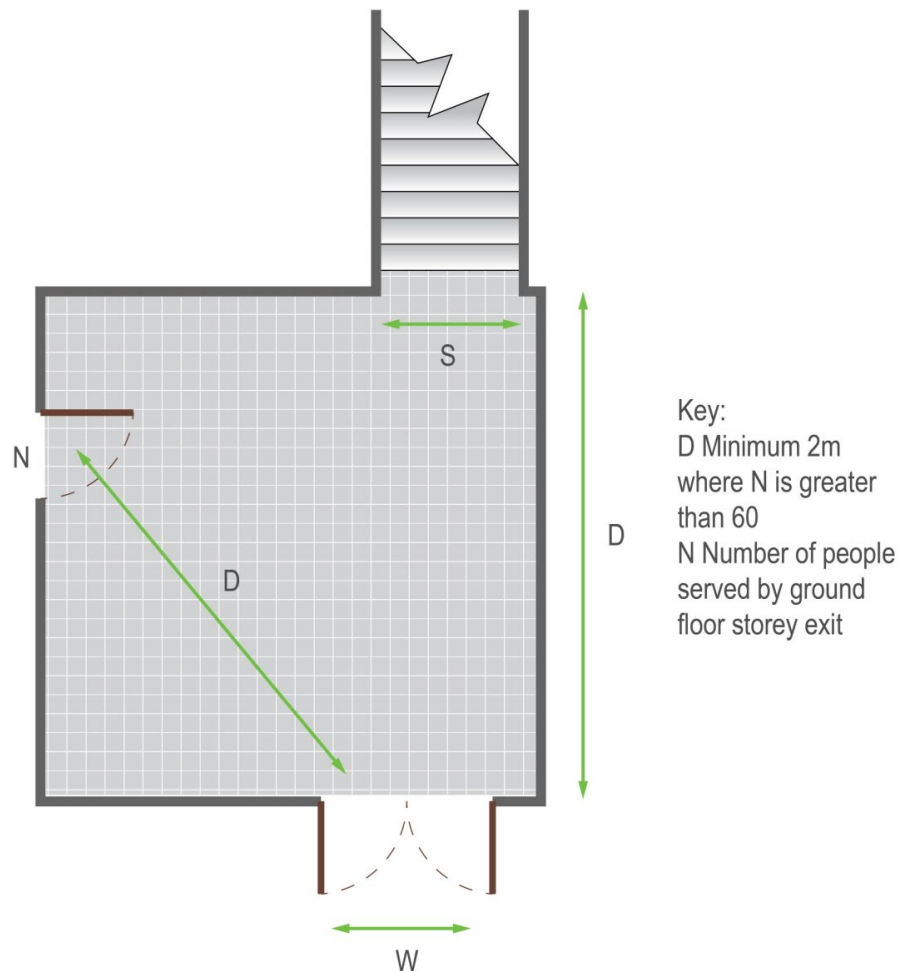 S
N
Key:
D Minimum 2m
where N is greater
than 60
N Number of people
served by ground
floor storey exit
D
D
W